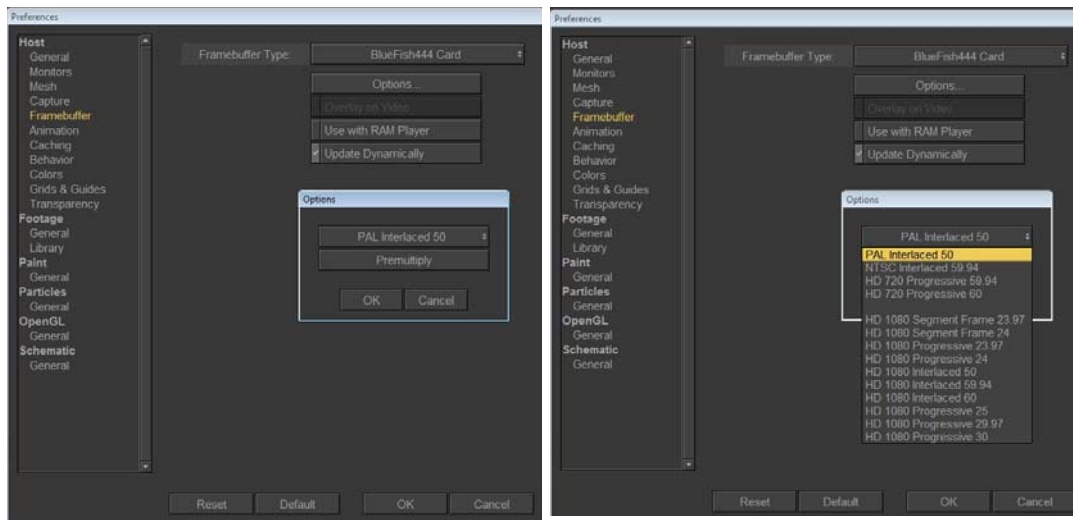 Preferences
Host
General
Monitors
Mesh
Capture
Framebuffer
Animation
Caching
Behavior
Colors
Grids & Guides
Transparency
Footage
General
Library
Paint
General
Particles
General
OpenGL
General
Schematic
General
Framebuffer Type: BlueFish444 Card
Options...
Overlay on Video
Use with RAM Player
Update Dynamically
Options
PAL Interlaced 50
Premultiply
OK Cancel
Reset Default OK Cancel
Preferences
Host
General
Monitors
Mesh
Capture
Framebuffer
Animation
Caching
Behavior
Colors
Grids & Guides
Transparency
Footage
General
Library
Paint
General
Particles
General
OpenGL
General
Schematic
General
Framebuffer Type: BlueFish444 Card
Options...
Overlay on Video
Use with RAM Player
Update Dynamically
Options
PAL Interlaced 50
PAL Interlaced 50
NTSC Interlaced 59.94
HD 720 Progressive 59.94
HD 720 Progressive 60
HD 1080 Segment Frame 23.97
HD 1080 Segment Frame 24
HD 1080 Progressive 23.97
HD 1080 Progressive 24
HD 1080 Interlaced 50
HD 1080 Interlaced 59.94
HD 1080 Interlaced 60
HD 1080 Progressive 25
HD 1080 Progressive 29.97
HD 1080 Progressive 30
Reset Default OK Cancel